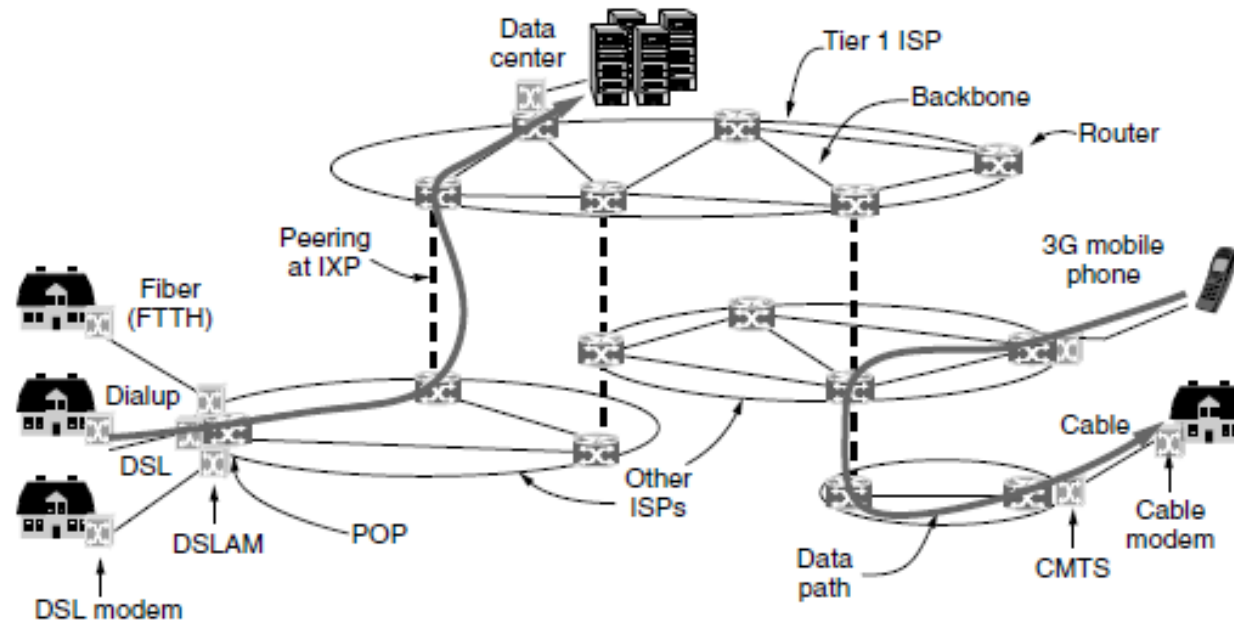 Data
center
Tier 1 ISP
Backbone
Router
Peering
at IXP
3G mobile
phone
Fiber
(FTTH)
Dialup
DSL
Cable
Other
ISPs
POP
DSLAM
DSL modem
Data
path
CMTS
Cable
modem